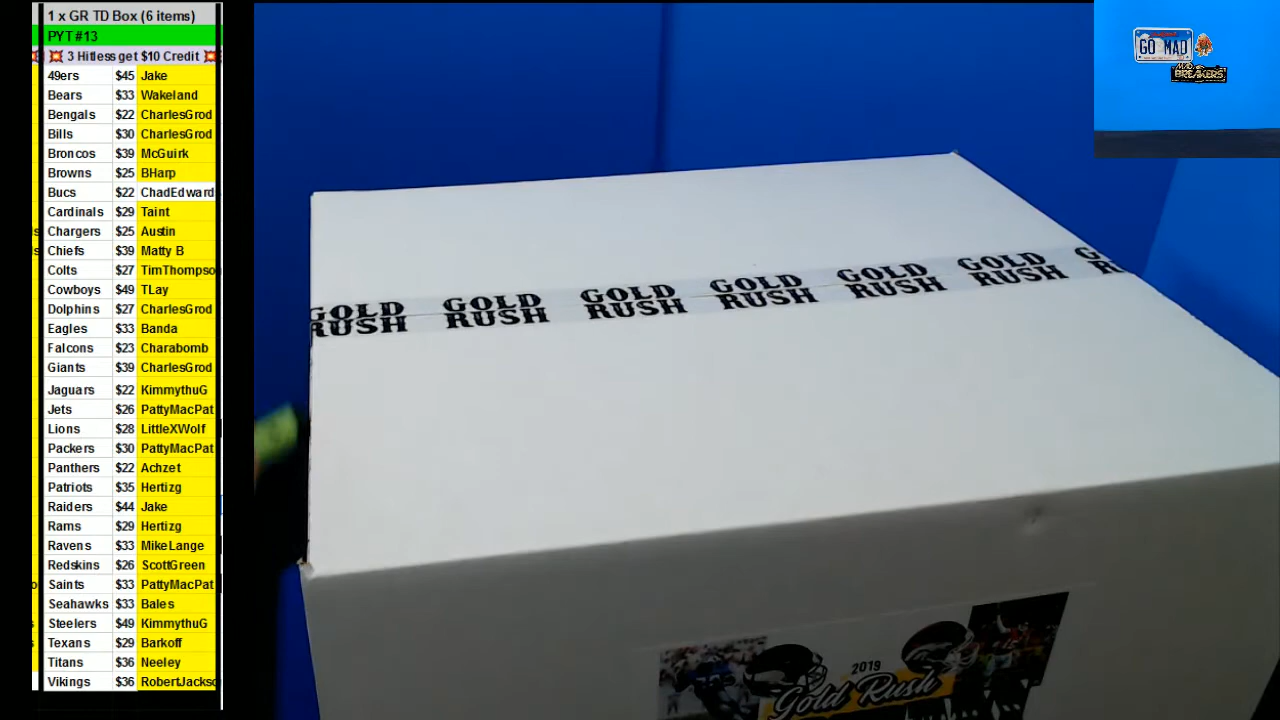 1 x GR TD Box (6 items)
PYT #13
3 Hitless get $10 Credit
49ers $45 Jake
Bears $33 Wakeland
Bengals $22 CharlesGrod
Bills $30 CharlesGrod
Broncos $39 McGuirk
Browns $25 BHarp
Bucs $22 ChadEdward
Cardinals $29 Taint
Chargers $25 Austin
Chiefs $39 Matty B
Colts $27 TimThompso
Cowboys $49 TLay
Dolphins $27 CharlesGrod
Eagles $33 Banda
Falcons $23 Charabomb
Giants $39 CharlesGrod
Jaguars $22 KimmythuG
Jets $26 PattyMacPat
Lions $28 LittleXWolf
Packers $30 PattyMacPat
Panthers $22 Achzet
Patriots $35 Hertizg
Raiders $44 Jake
Rams $29 Hertizg
Ravens $33 MikeLange
Redskins $26 ScottGreen
Saints $33 PattyMacPat
Seahawks $33 Bales
Steelers $49 KimmythuG
Texans $29 Barkoff
Titans $36 Neeley
Vikings $36 RobertJackso
GO MAD
MAD
BREAKERS
GOLD GOLD GOLD GOLD GOLD GOLD G
RUSH RUSH RUSH RUSH RUSH RUSH R
2019
Gold Rush